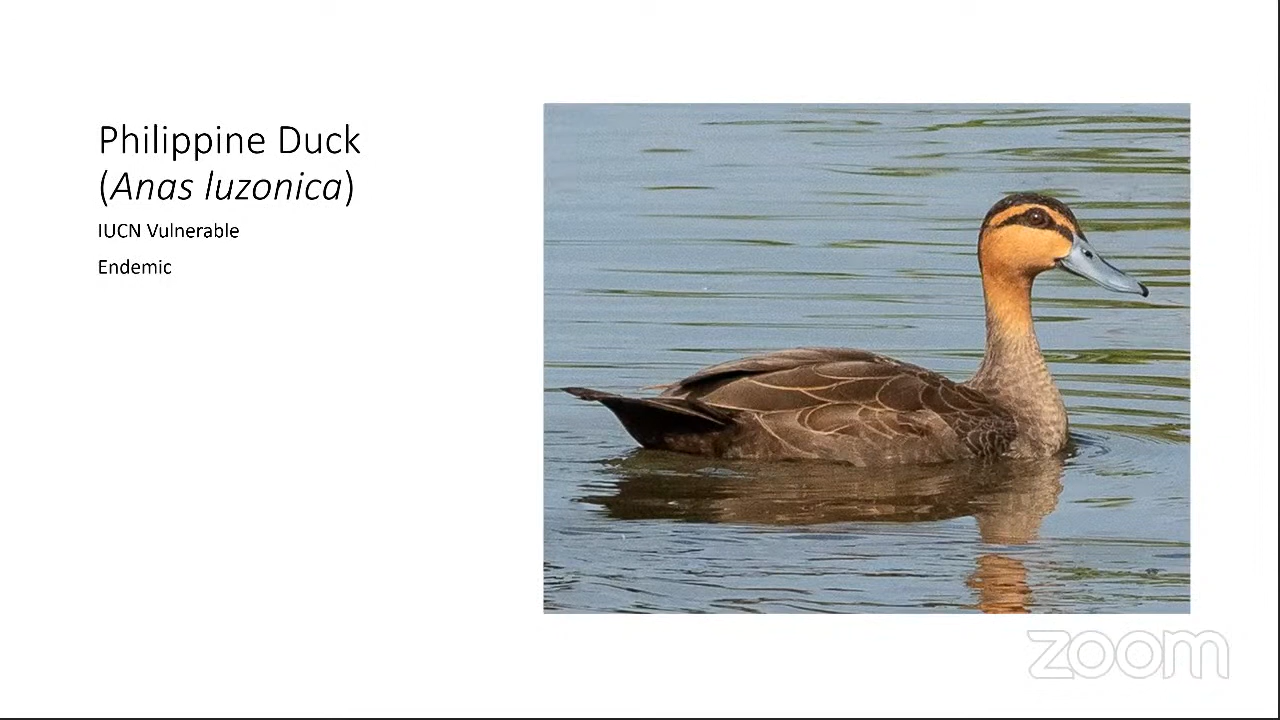 Philippine Duck
(Anas luzonica)
IUCN Vulnerable
Endemic
zoom